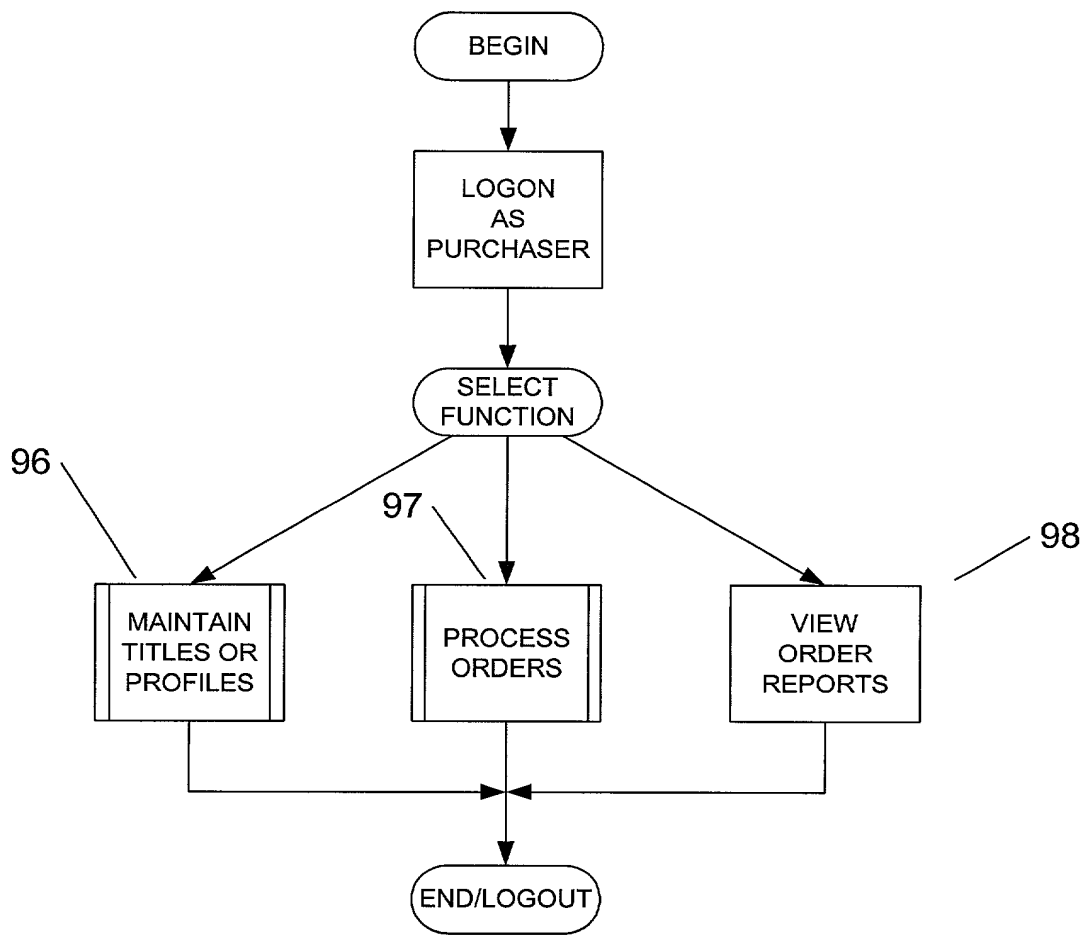 BEGIN
LOGON
AS
PURCHASER
SELECT
FUNCTION
96
97
98
MAINTAIN
TITLES OR
PROFILES
PROCESS
ORDERS
VIEW
ORDER
REPORTS
END/LOGOUT